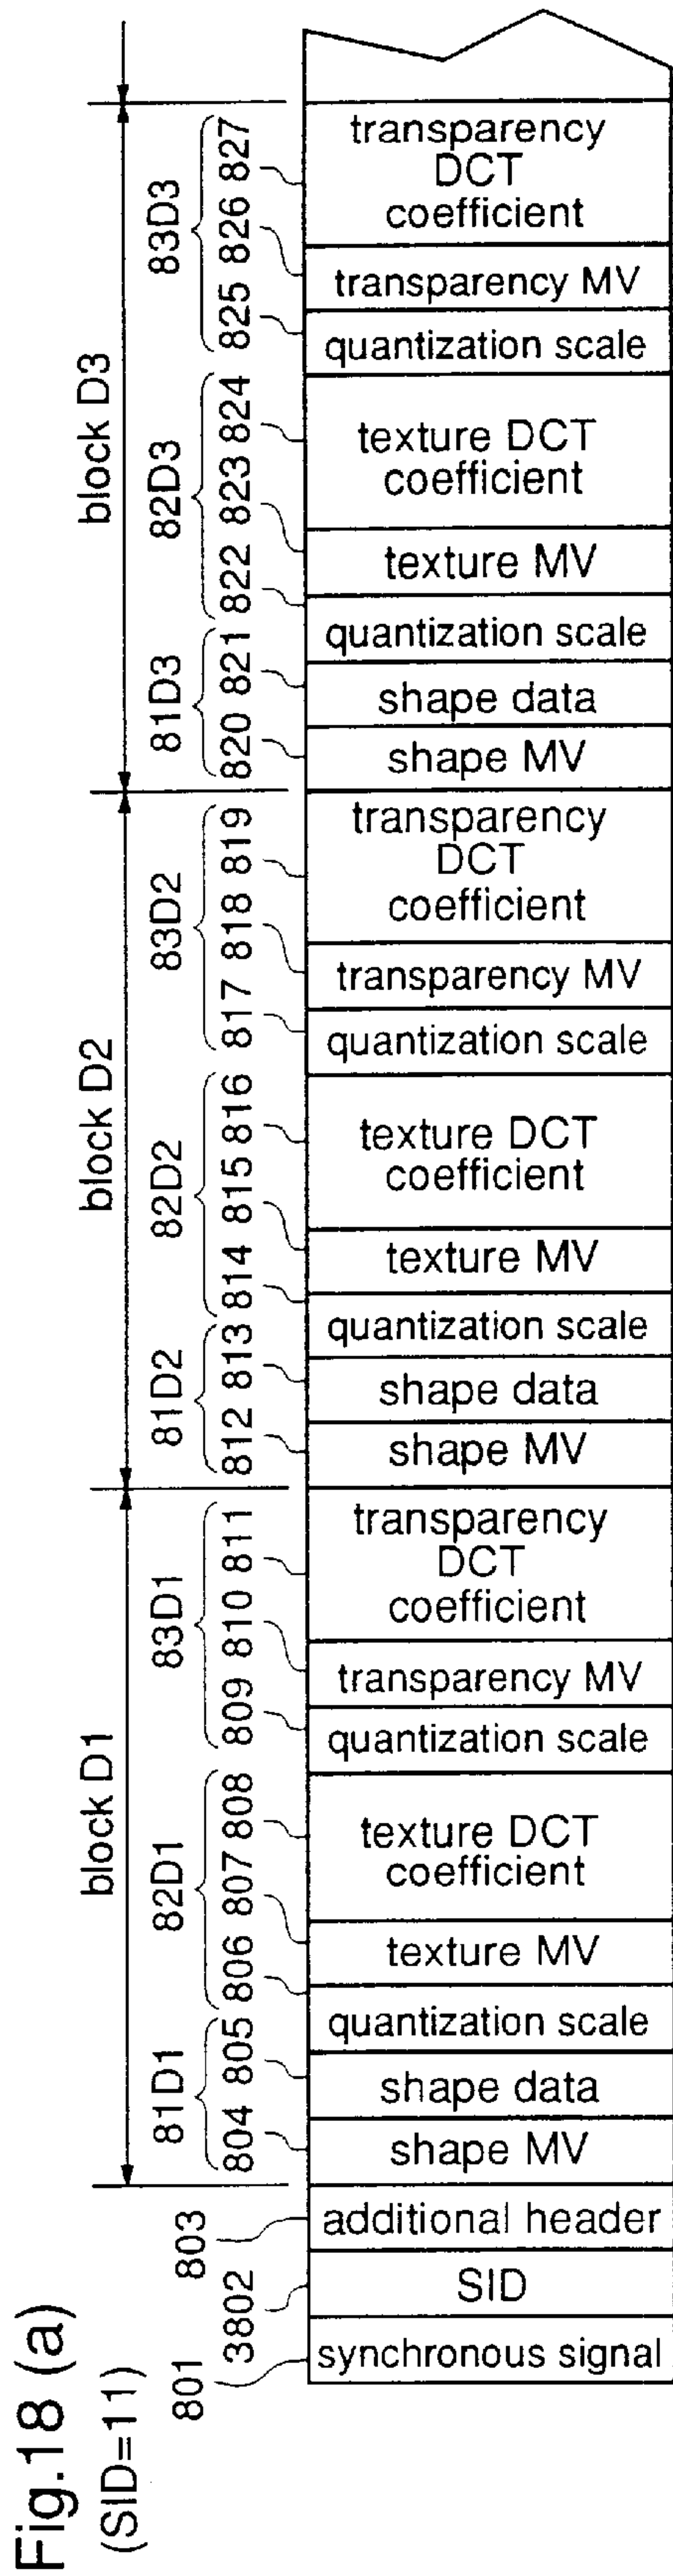 Fig.18 (a)
(SID=11)
block D1
block D2
block D3
81D1
82D1
83D1
81D2
82D2
83D2
81D3
82D3
83D3
801
3802
803
804
805
806
807
808
809
810
811
812
813
814
815
816
817
818
819
820
821
822
823
824
825
826
827
transparency
DCT
coefficient
transparency MV
quantization scale
texture DCT
coefficient
texture MV
quantization scale
shape data
shape MV
transparency
DCT
coefficient
transparency MV
quantization scale
texture DCT
coefficient
texture MV
quantization scale
shape data
shape MV
transparency
DCT
coefficient
transparency MV
quantization scale
texture DCT
coefficient
texture MV
quantization scale
shape data
shape MV
additional header
SID
synchronous signal